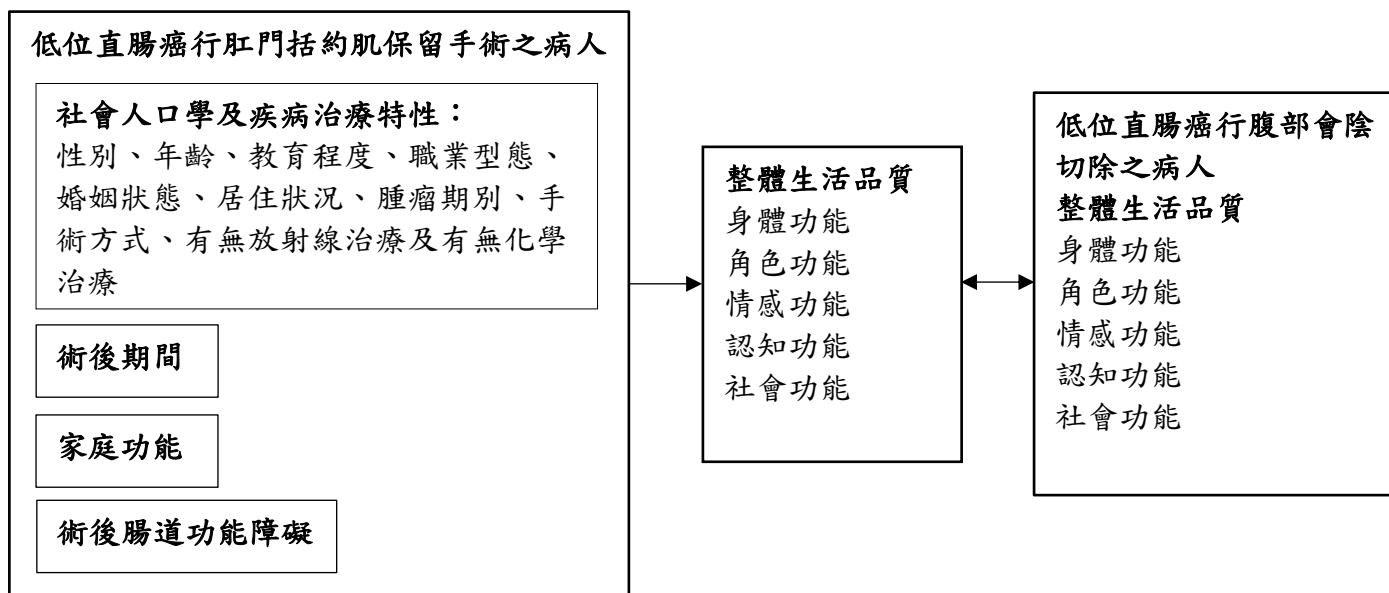 低位直腸癌行肛門括約肌保留手術之病人
社會人口學及疾病治療特性：
性別、年齡、教育程度、職業型態、
婚姻狀態、居住狀況、腫瘤期別、手
術方式、有無放射線治療及有無化學
治療
術後期間
家庭功能
術後腸道功能障礙
整體生活品質
身體功能
角色功能
情感功能
認知功能
社會功能
低位直腸癌行腹部會陰
切除之病人
整體生活品質
身體功能
角色功能
情感功能
認知功能
社會功能